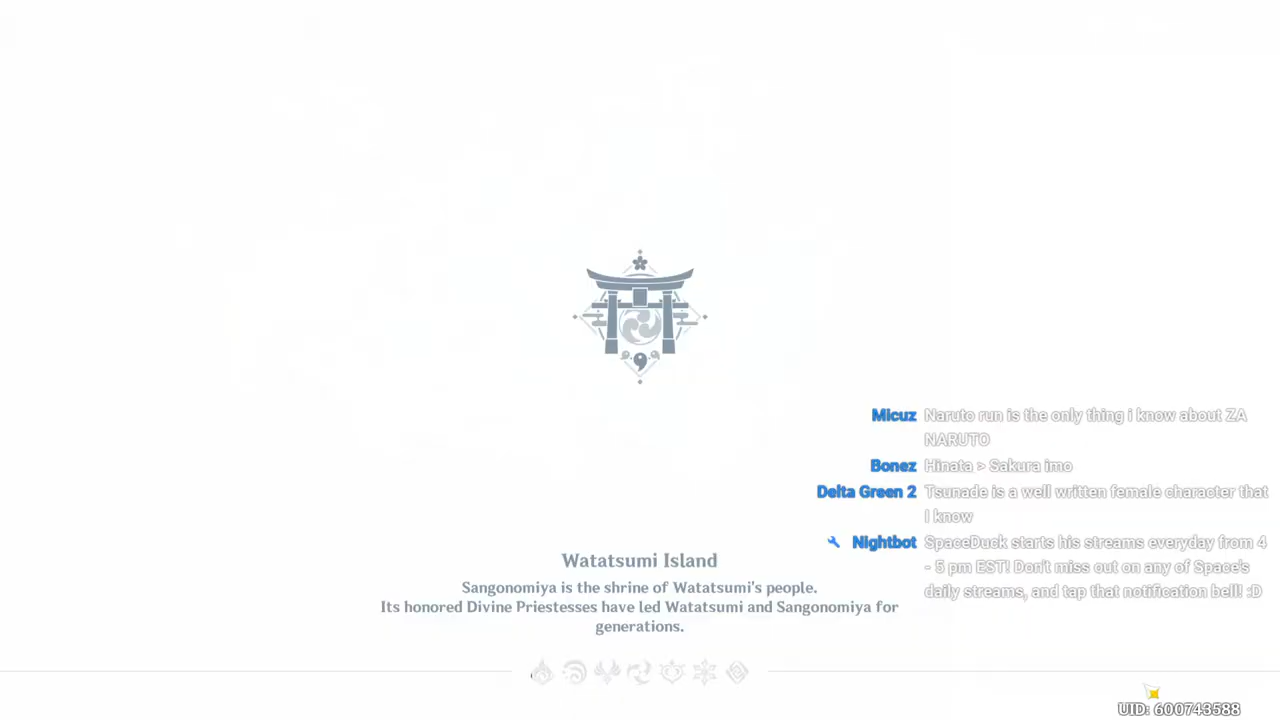 Micuz Naruto run is the only thing i know about ZA
NARUTO
Bonez Hinata > Sakura imo
Delta Green 2 Tsunade is a well written female character that
I know
Nightbot SpaceDuck starts his streams everyday from 4
- 5 pm EST! Don't miss out on any of Space's
daily streams, and tap that notification bell! :D
Watatsumi Island
Sangonomiya is the shrine of Watatsumi's people.
Its honored Divine Priestesses have led Watatsumi and Sangonomiya for
generations.
UID: 600743588